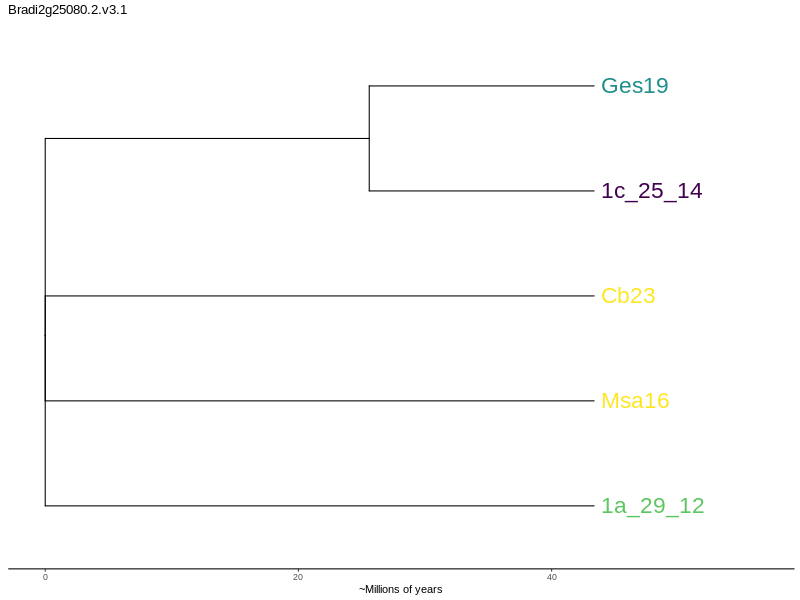 Bradi2g25080.2.v3.1
Ges19
1c_25_14
Cb23
Msa16
1a_29_12
0 20 40
~Millions of years